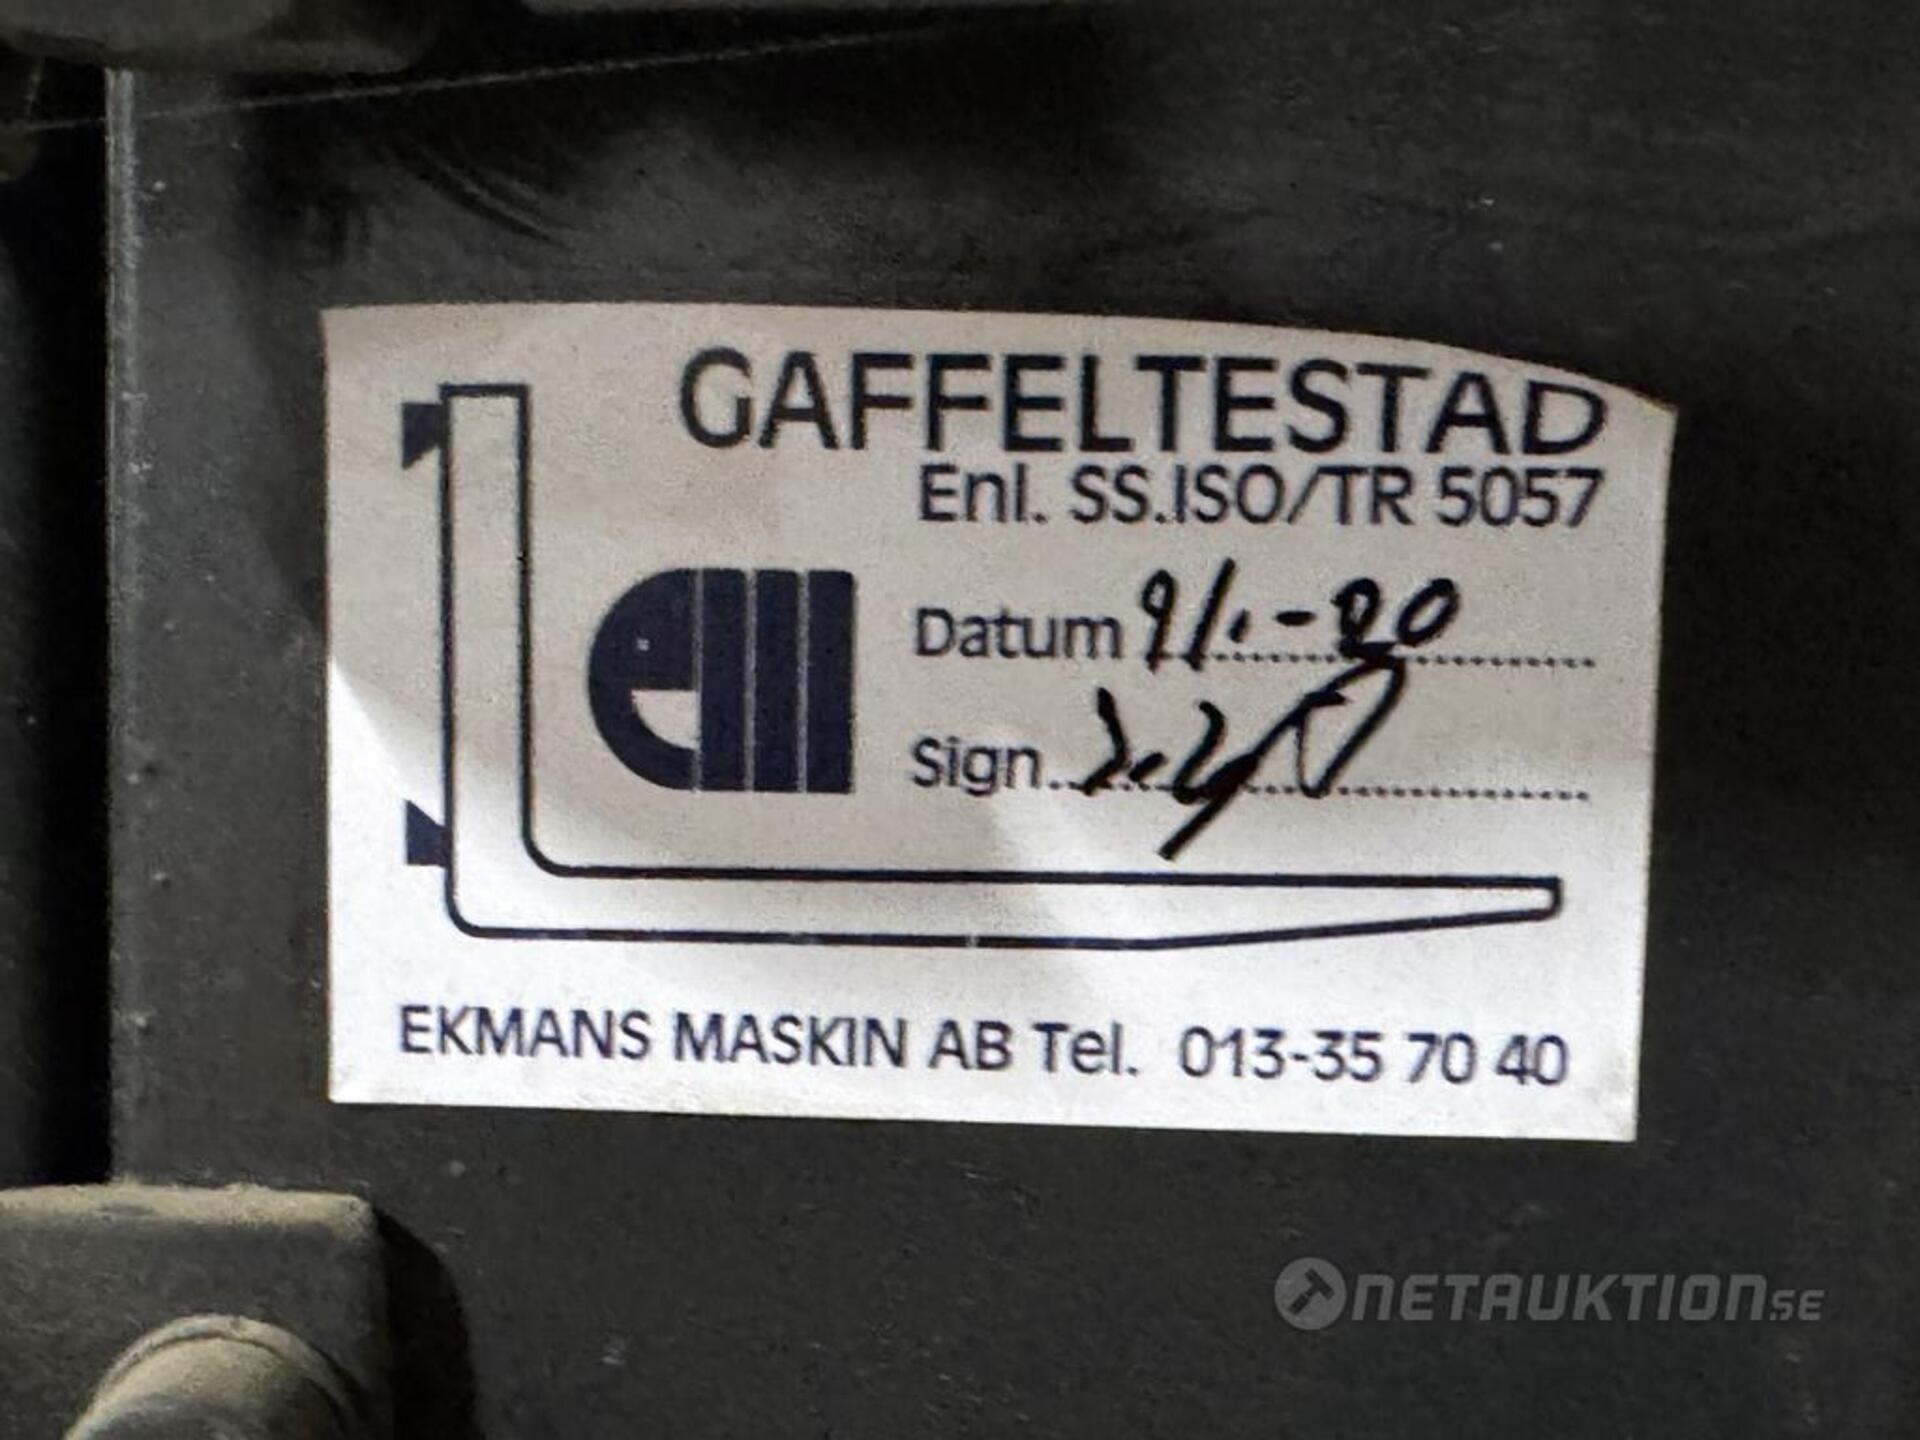 GAFFELTESTAD
Enl. SS.ISO/TR 5057
Datum
Sign.
EKMANS MASKIN AB Tel. 013-35 70 40
NETAUKTION.SE